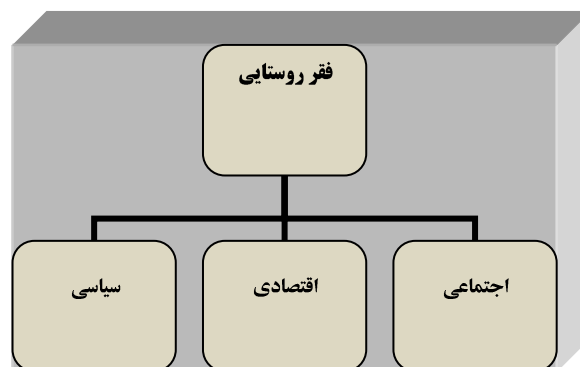 فقر روستایی
اجتماعی
اقتصادی
سیاسی